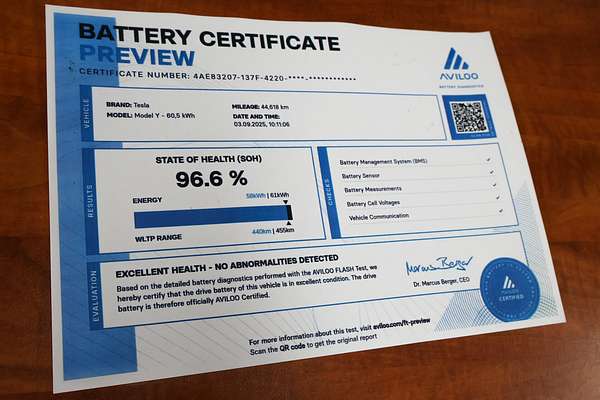 BATTERY CERTIFICATE
PREVIEW
CERTIFICATE NUMBER: 4AE83207-137F-4220-****-************
AVILOO
BATTERY DIAGNOSTICS
VEHICLE
BRAND: Tesla
MODEL: Model Y - 60,5 kWh
MILEAGE: 44,618 km
DATE AND TIME:
03.09.2025, 10:11:06
RESULTS
STATE OF HEALTH (SOH)
96.6 %
ENERGY
58kWh | 61kWh
WLTP RANGE
440km | 455km
CHECKS
Battery Management System (BMS)
Battery Sensor
Battery Measurements
Battery Cell Voltages
Vehicle Communication
EVALUATION
EXCELLENT HEALTH - NO ABNORMALITIES DETECTED
Based on the detailed battery diagnostics performed with the AVILOO FLASH Test, we
hereby certify that the drive battery of this vehicle is in excellent condition. The drive
battery is therefore officially AVILOO Certified.
Marcus Berger
Dr. Marcus Berger, CEO
CERTIFIED
For more information about this test, visit aviloo.com/ft-preview
Scan the QR code to get the original report